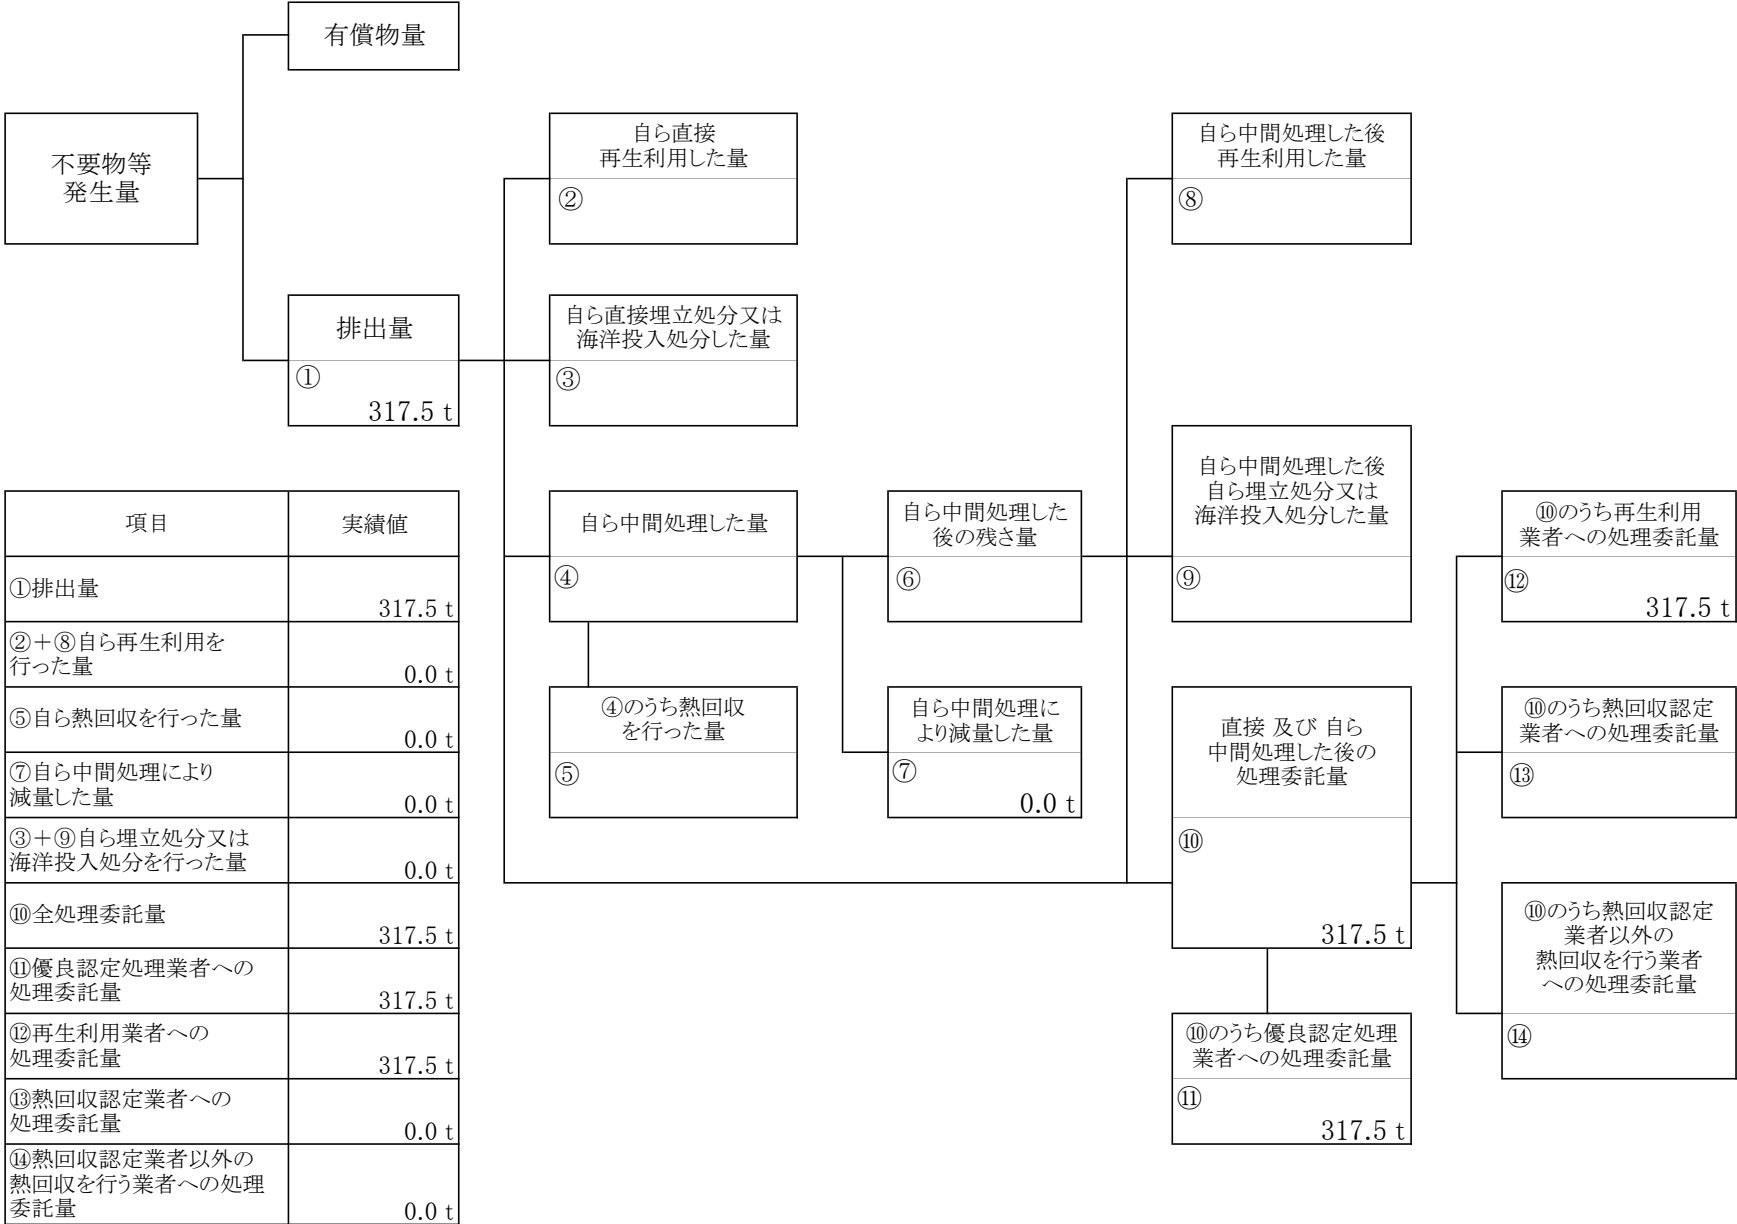 有償物量
不要物等
発生量
自ら直接
再生利用した量
②
自ら中間処理した後
再生利用した量
⑧
排出量
①
317.5 t
自ら直接埋立処分又は
海洋投入処分した量
③
自ら中間処理した量
④
自ら中間処理した
後の残さ量
⑥
自ら中間処理した後
自ら埋立処分又は
海洋投入処分した量
⑨
⑩のうち再生利用
業者への処理委託量
⑫
317.5 t
④のうち熱回収
を行った量
⑤
自ら中間処理に
より減量した量
⑦
0.0 t
直接 及び 自ら
中間処理した後の
処理委託量
⑩
317.5 t
⑩のうち熱回収認定
業者への処理委託量
⑬
⑩のうち熱回収認定
業者以外の
熱回収を行う業者
への処理委託量
⑭
⑩のうち優良認定処理
業者への処理委託量
⑪
317.5 t
項目 実績値
①排出量
317.5 t
②＋⑧自ら再生利用を
行った量
0.0 t
⑤自ら熱回収を行った量
0.0 t
⑦自ら中間処理により
減量した量
0.0 t
③＋⑨自ら埋立処分又は
海洋投入処分を行った量
0.0 t
⑩全処理委託量
317.5 t
⑪優良認定処理業者への
処理委託量
317.5 t
⑫再生利用業者への
処理委託量
317.5 t
⑬熱回収認定業者への
処理委託量
0.0 t
⑭熱回収認定業者以外の
熱回収を行う業者への処理
委託量
0.0 t